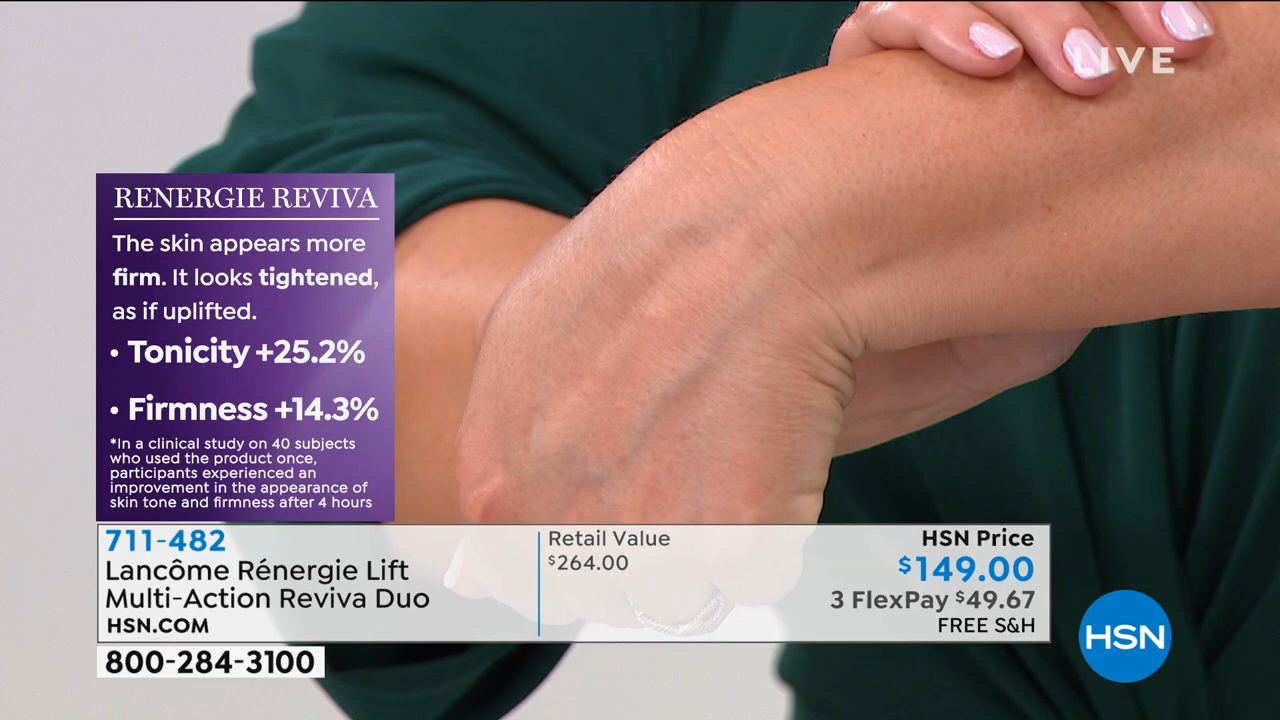 LIVE
RENERGIE REVIVA
The skin appears more
firm. It looks tightened,
as if uplifted.
• Tonicity +25.2%
• Firmness +14.3%
*In a clinical study on 40 subjects
who used the product once,
participants experienced an
improvement in the appearance of
skin tone and firmness after 4 hours
711-482
Lancôme Rénergie Lift
Multi-Action Reviva Duo
HSN.COM
Retail Value
$264.00
HSN Price
$149.00
3 FlexPay $49.67
FREE S&H
800-284-3100
HSN